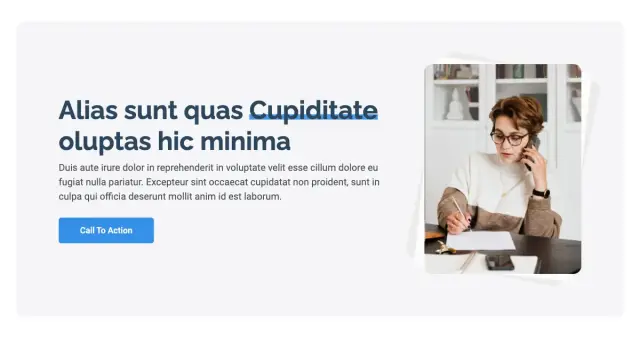 Alias sunt quas Cupiditate
oluptas hic minima
Duis aute irure dolor in reprehenderit in voluptate velit esse cillum dolore eu
fugiat nulla pariatur. Excepteur sint occaecat cupidatat non proident, sunt in
culpa qui officia deserunt mollit anim id est laborum.
Call To Action